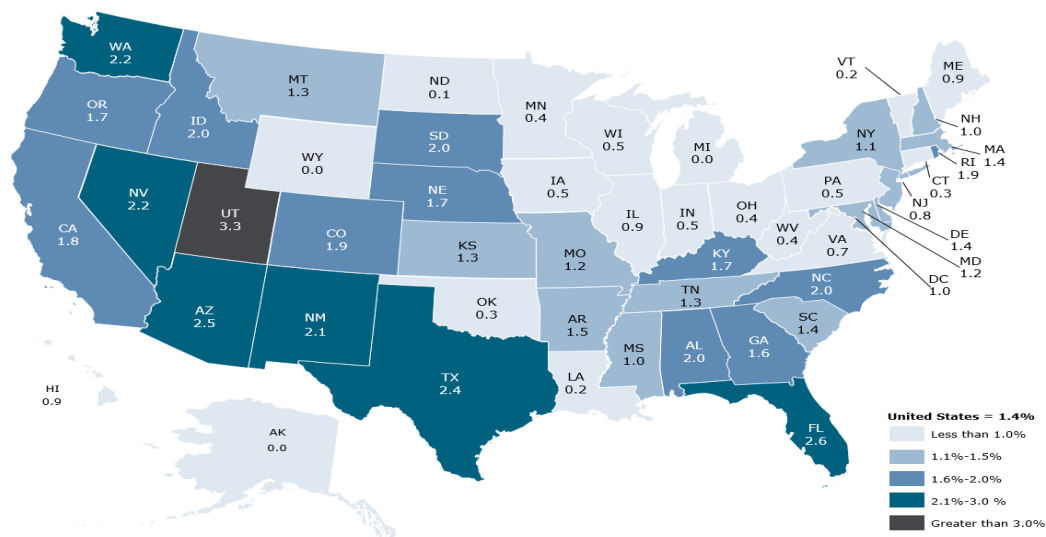 WA
2.2
OR
1.7
ID
2.0
MT
1.3
ND
0.1
MN
0.4
WI
0.5
MI
0.0
VT
0.2
ME
0.9
NH
1.0
MA
1.4
RI
1.9
CT
0.3
NY
1.1
NJ
0.8
PA
0.5
DE
1.4
MD
1.2
DC
1.0
SD
2.0
WY
0.0
NE
1.7
IA
0.5
IL
0.9
IN
0.5
OH
0.4
WV
0.4
VA
0.7
NV
2.2
UT
3.3
CO
1.9
CA
1.8
KS
1.3
MO
1.2
KY
1.7
NC
2.0
TN
1.3
SC
1.4
AZ
2.5
NM
2.1
OK
0.3
AR
1.5
MS
1.0
AL
2.0
GA
1.6
TX
2.4
LA
0.2
FL
2.6
HI
0.9
AK
0.0
United States = 1.4%
Less than 1.0%
1.1%-1.5%
1.6%-2.0%
2.1%-3.0 %
Greater than 3.0%